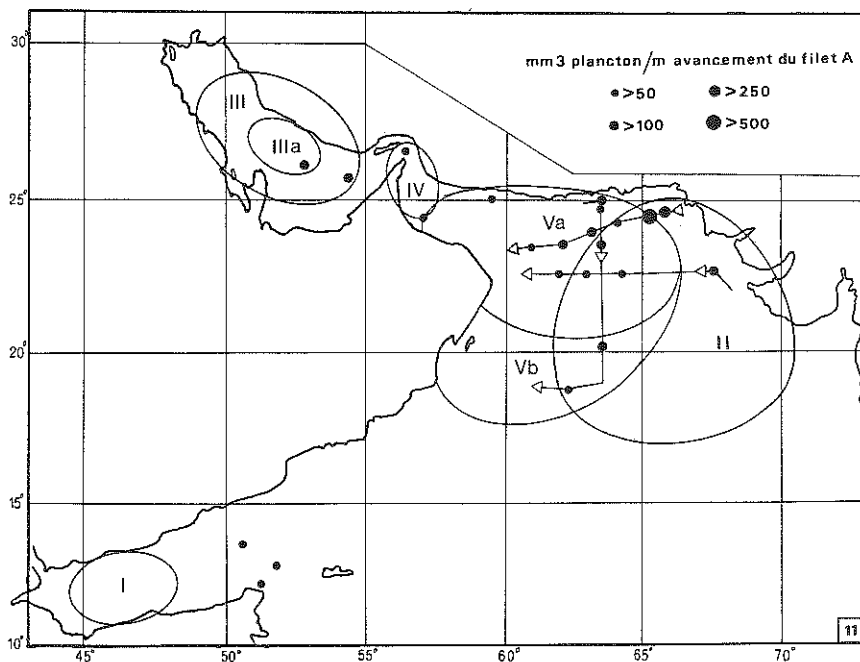 30°
mm3 plancton/m avancement du filet A
>50
>250
>100
>500
III
IIIa
IV
25°
Va
II
20°
Vb
15°
I
10°
11
45°
50°
55°
60°
65°
70°